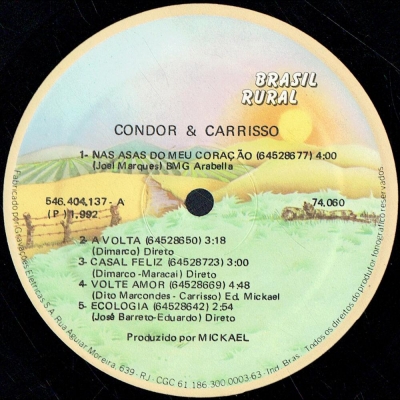 BRASIL
RURAL
CONDOR & CARRISSO
1- NAS ASAS DO MEU CORAÇÃO (64528677) 4:00
(Joel Marques) BMG Arabella
546.404.137 - A
74.060
(P) 1.992
2- A VOLTA (64528650) 3:18
(Dimarco) Direto
3- CASAL FELIZ (64528723) 3:00
(Dimarco -Maracai) Direto
4- VOLTE AMOR (64528669) 4:48
(Dito Marcondes - Carrisso) Ed. Mickael
5- ECOLOGIA (64528642) 2:54
(José Barreto-Eduardo) Direto
Produzido por MICKAEL
Fabricado por Gravações Elétricas S.A. Rua Aguiar Moreira, 639 - RJ - CGC 61 186 300.0003-63 - Ind. Bras. Todos os direitos do produtor fonográfico reservados